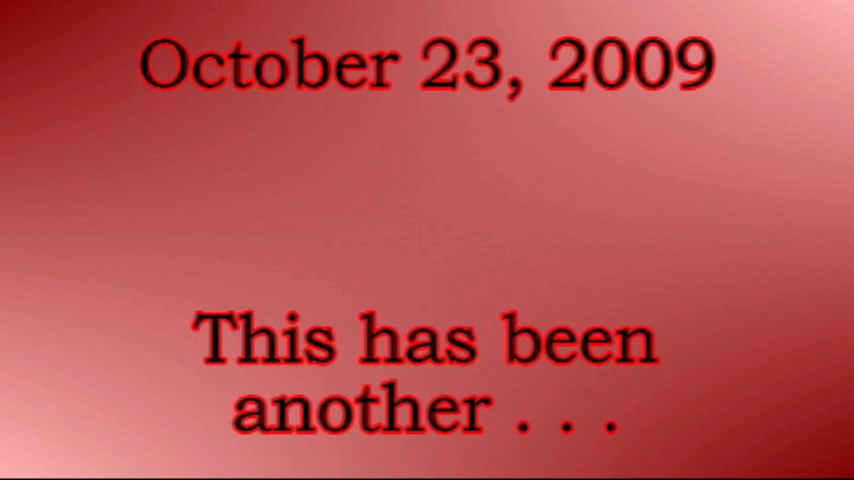 October 23, 2009
This has been
another . . .